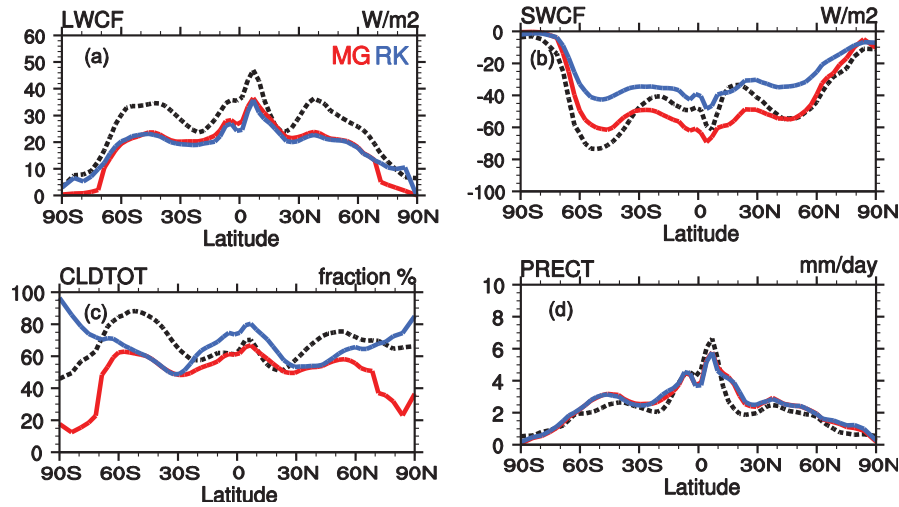 LWCF W/m2
60
50
40
30
20
10
0
(a)
MG RK
90S 60S 30S 0 30N 60N 90N
Latitude
SWCF W/m2
0
-20
-40
-60
-80
-100
(b)
90S 60S 30S 0 30N 60N 90N
Latitude
CLDTOT fraction %
100
80
60
40
20
0
(c)
90S 60S 30S 0 30N 60N 90N
Latitude
PRECT mm/day
10
8
6
4
2
0
(d)
90S 60S 30S 0 30N 60N 90N
Latitude